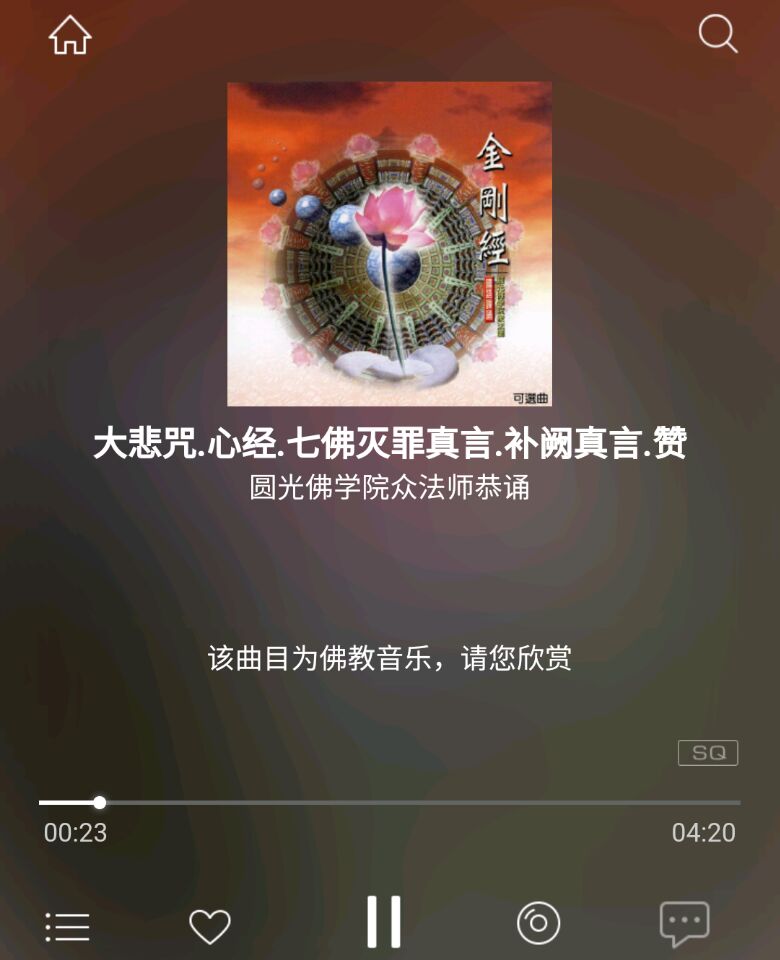 金剛經
可選曲
大悲咒.心经.七佛灭罪真言.补阙真言.赞
圆光佛学院众法师恭诵
该曲目为佛教音乐，请您欣赏
SQ
00:23
04:20